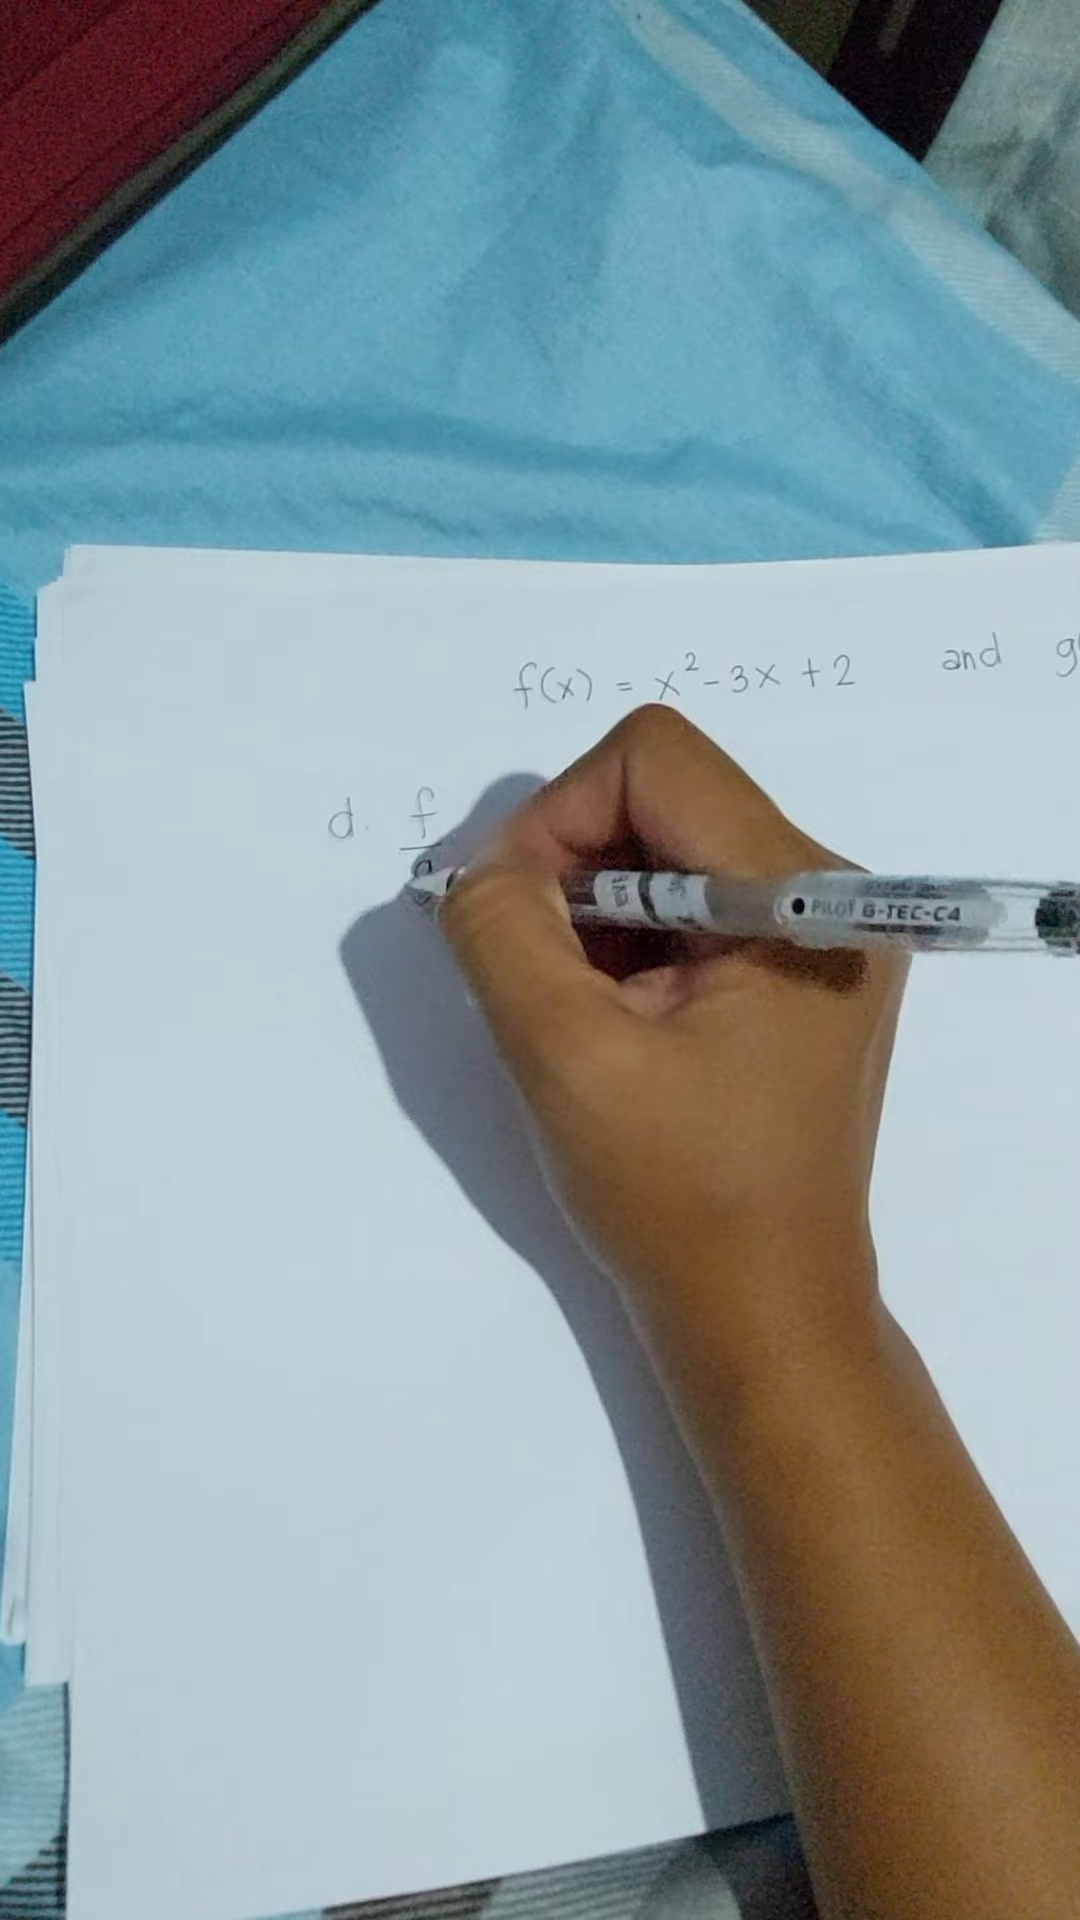 f(x) = x² - 3x + 2 and g
d. f
g
PILOT G-TEC-C4